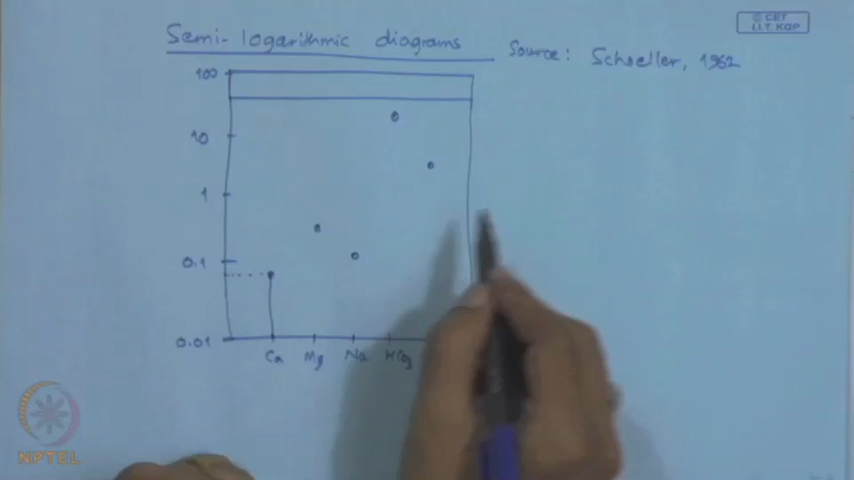 © CET
I.I.T. KGP
Semi-logarithmic diagrams
Source: Schoeller, 1962
100
10
1
0.1
0.01
Ca Mg Na HCO3
NPTEL